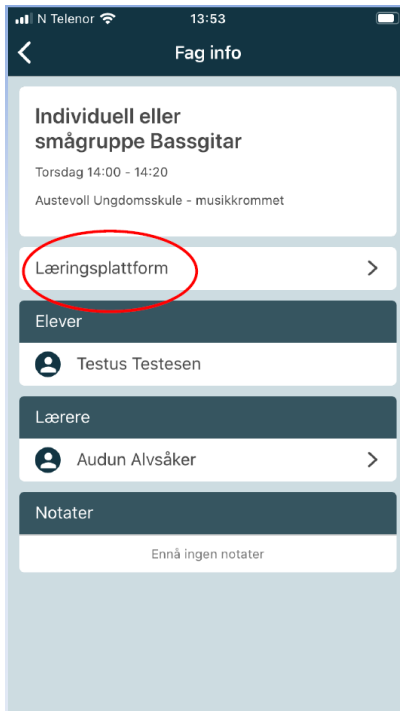 N Telenor 13:53
Fag info
Individuell eller
smågruppe Bassgitar
Torsdag 14:00 - 14:20
Austevoll Ungdomsskule - musikkrommet
Læringsplattform
Elever
Testus Testesen
Lærere
Audun Alvsåker
Notater
Ennå ingen notater